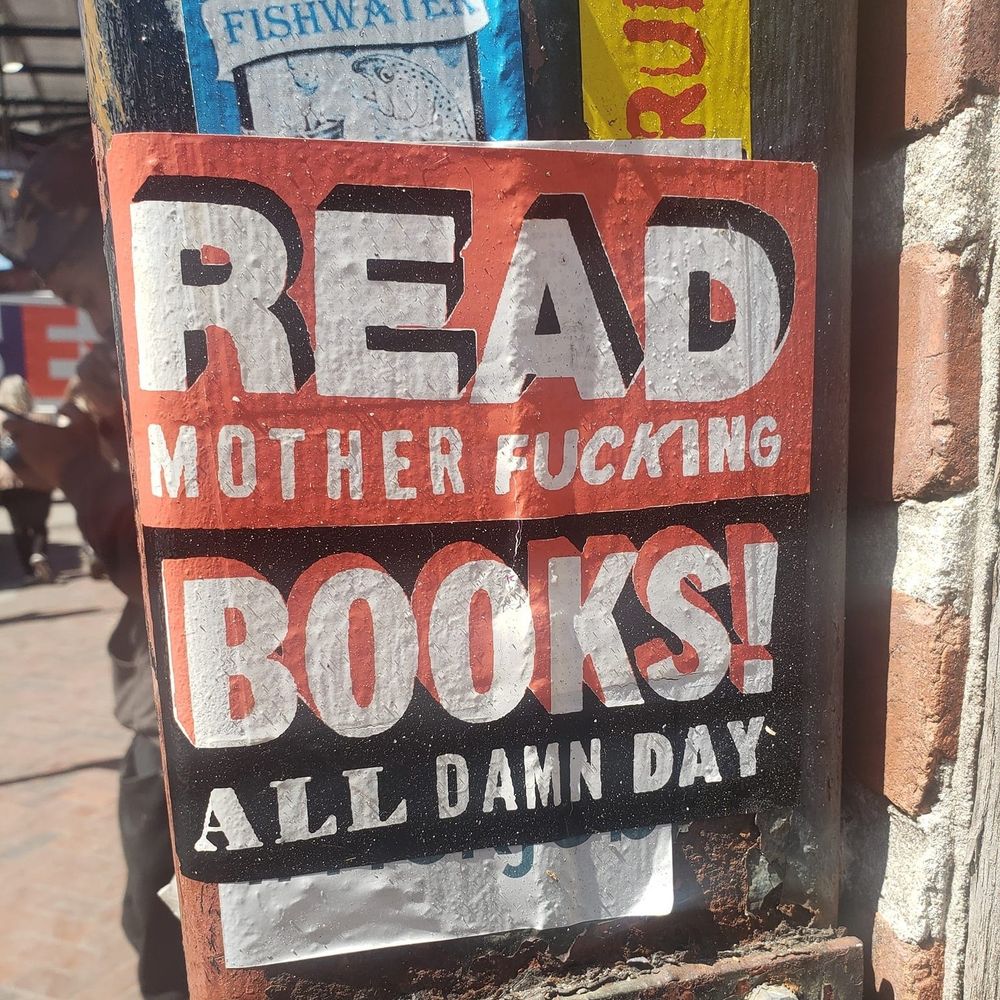 FISHWATER
READ
MOTHER FUCKING
BOOKS!
ALL DAMN DAY